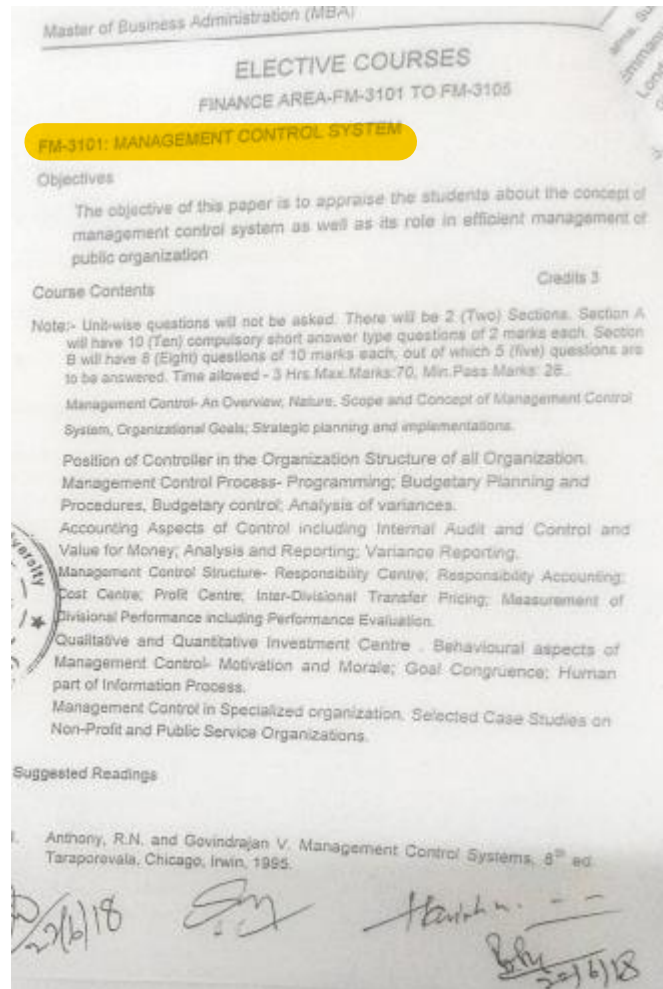 Master of Business Administration (MBA)
ELECTIVE COURSES
FINANCE AREA-FM-3101 TO FM-3105
FM-3101: MANAGEMENT CONTROL SYSTEM
Objectives
The objective of this paper is to appraise the students about the concept of
management control system as well as its role in efficient management of
public organization
Credits 3
Course Contents
Note:- Unit-wise questions will not be asked. There will be 2 (Two) Sections. Section A
will have 10 (Ten) compulsory short answer type questions of 2 marks each. Section
B will have 8 (Eight) questions of 10 marks each, out of which 5 (five) questions are
to be answered. Time allowed - 3 Hrs.Max.Marks:70, Min.Pass Marks: 28.
Management Control- An Overview, Nature, Scope and Concept of Management Control
System, Organizational Goals; Strategic planning and implementations.
Position of Controller in the Organization Structure of all Organization.
Management Control Process- Programming; Budgetary Planning and
Procedures, Budgetary control; Analysis of variances.
Accounting Aspects of Control including Internal Audit and Control and
Value for Money; Analysis and Reporting; Variance Reporting.
Management Control Structure- Responsibility Centre; Responsibility Accounting;
Cost Centre; Profit Centre; Inter-Divisional Transfer Pricing; Measurement of
Divisional Performance including Performance Evaluation.
Qualitative and Quantitative Investment Centre . Behavioural aspects of
Management Control- Motivation and Morale; Goal Congruence; Human
part of Information Process.
Management Control in Specialized organization. Selected Case Studies on
Non-Profit and Public Service Organizations.
Suggested Readings
Anthony, R.N. and Govindrajan V. Management Control Systems, 8th ed.
Taraporevala, Chicago, Irwin, 1995.
22/6/18